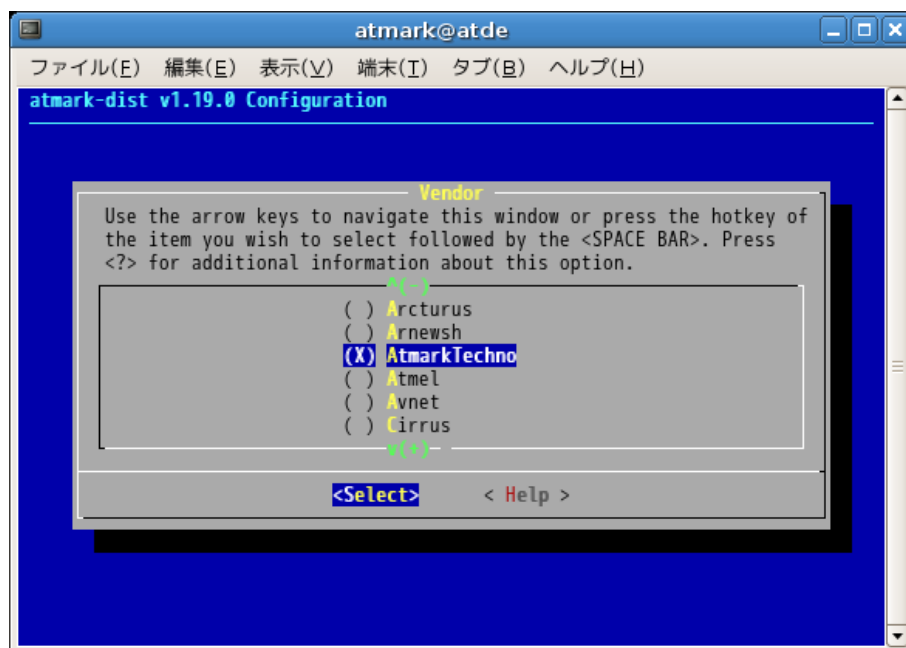 atmark@atde
ファイル(F) 編集(E) 表示(V) 端末(T) タブ(B) ヘルプ(H)
atmark-dist v1.19.0 Configuration
Vendor
Use the arrow keys to navigate this window or press the hotkey of
the item you wish to select followed by the <SPACE BAR>. Press
<?> for additional information about this option.
^(-)
( ) Arcturus
( ) Arnewsh
(X) AtmarkTechno
( ) Atmel
( ) Avnet
( ) Cirrus
v(+)
<Select> < Help >